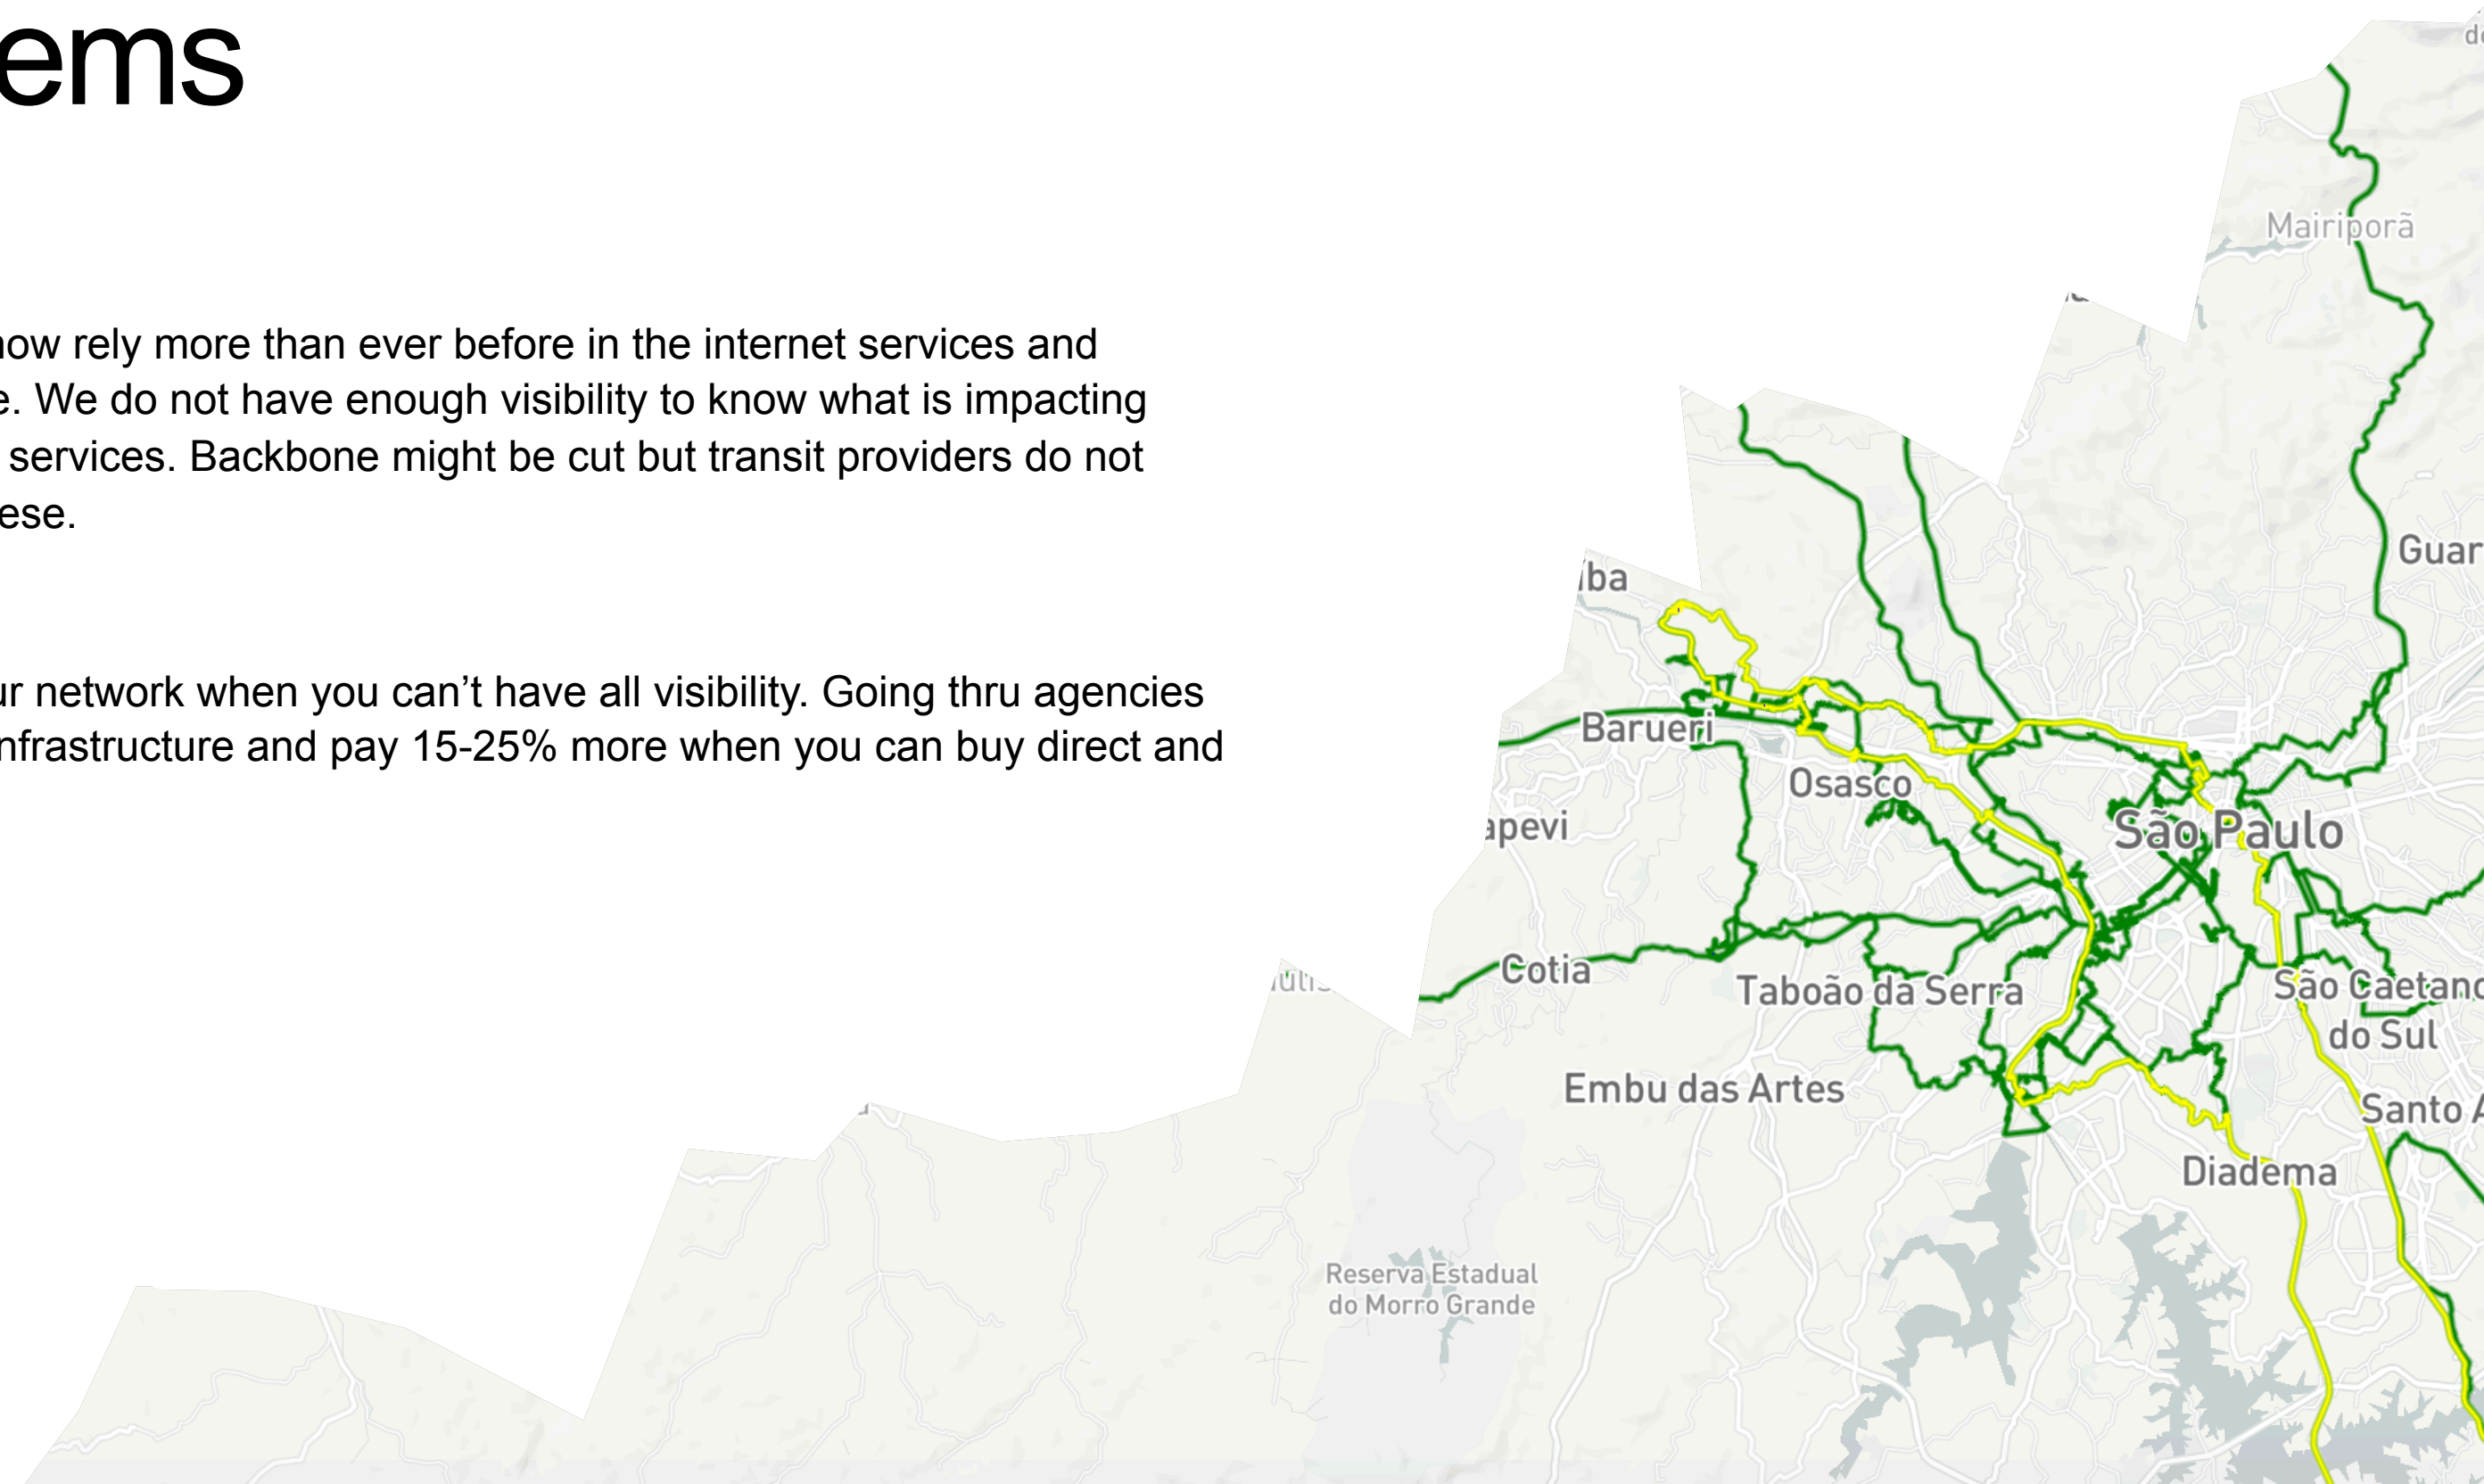 ems
now rely more than ever before in the internet services and
e. We do not have enough visibility to know what is impacting
services. Backbone might be cut but transit providers do not
ese.
ur network when you can’t have all visibility. Going thru agencies
nfrastructure and pay 15-25% more when you can buy direct and
Mairiporã
Guar
ba
Barueri
Osasco
São Paulo
apevi
Cotia
Taboão da Serra
São Caetano
do Sul
Embu das Artes
Santo A
Diadema
Reserva Estadual
do Morro Grande